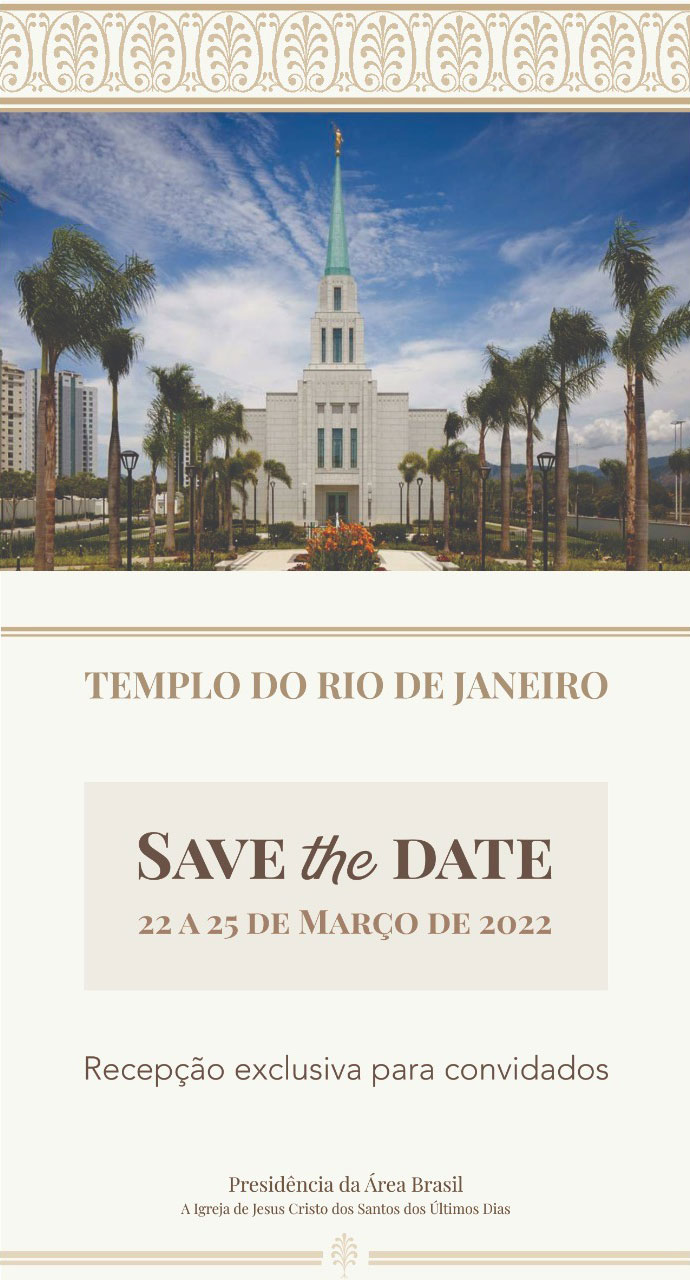 TEMPLO DO RIO DE JANEIRO
SAVE the DATE
22 A 25 DE MARÇO DE 2022
Recepção exclusiva para convidados
Presidência da Área Brasil
A Igreja de Jesus Cristo dos Santos dos Últimos Dias